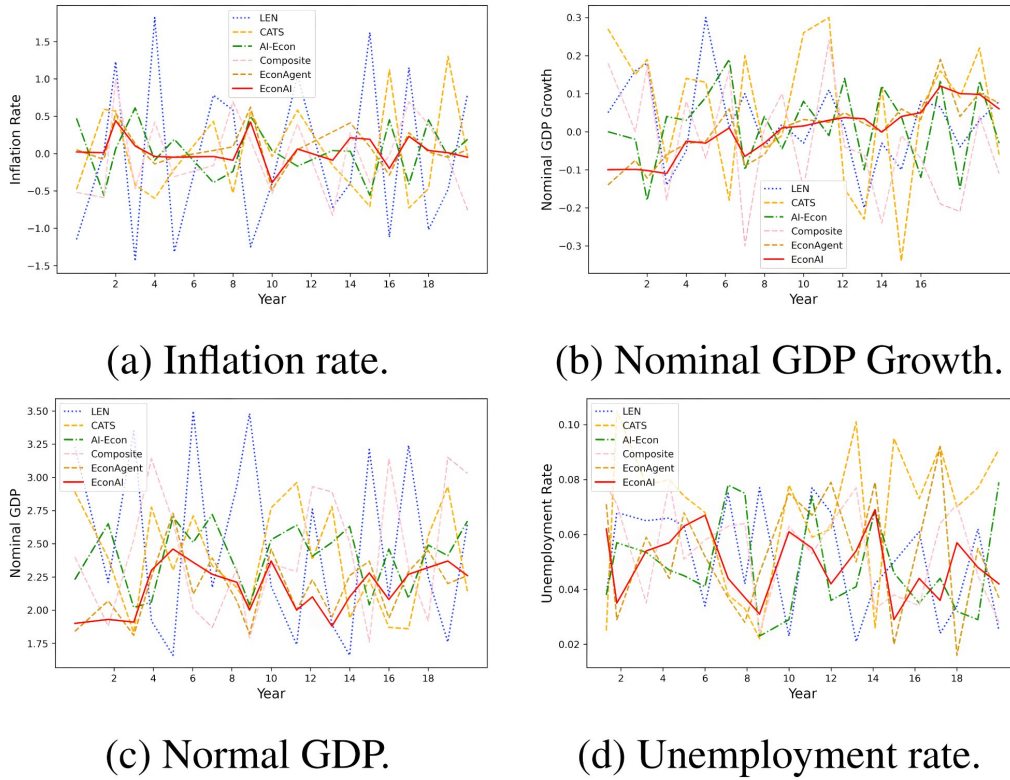 LEN
CATS
AI-Econ
Composite
EconAgent
EconAI
1.5
1.0
0.5
0.0
−0.5
−1.0
−1.5
Inflation Rate
2 4 6 8 10 12 14 16 18
Year
(a) Inflation rate.
0.3
0.2
0.1
0.0
−0.1
−0.2
−0.3
Nominal GDP Growth
LEN
CATS
AI-Econ
Composite
EconAgent
EconAI
2 4 6 8 10 12 14 16
Year
(b) Nominal GDP Growth.
LEN
CATS
AI-Econ
Composite
EconAgent
EconAI
3.50
3.25
3.00
2.75
2.50
2.25
2.00
1.75
Nominal GDP
2 4 6 8 10 12 14 16 18
Year
(c) Normal GDP.
LEN
CATS
AI-Econ
Composite
EconAgent
EconAI
0.10
0.08
0.06
0.04
0.02
Unemployment Rate
2 4 6 8 10 12 14 16 18 20
Year
(d) Unemployment rate.